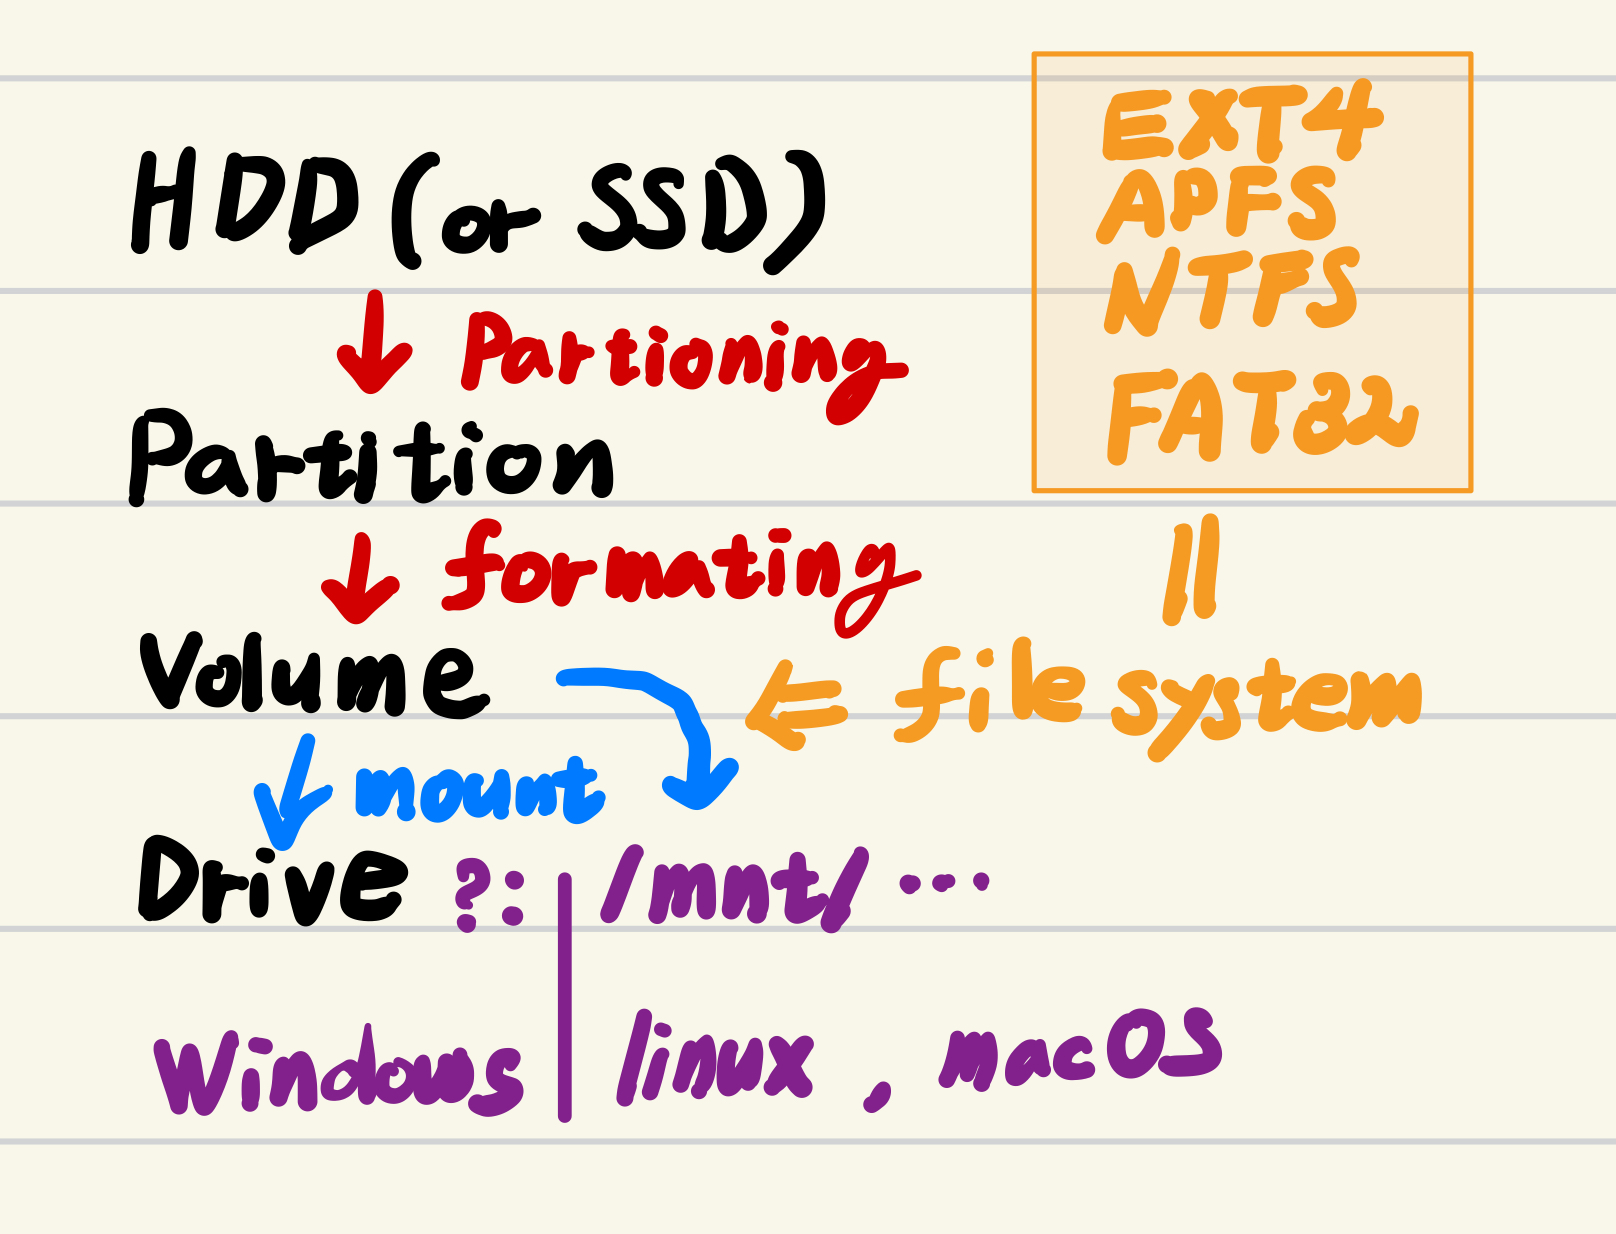 HDD (or SSD)
↓ Partioning
Partition
↓ formating
Volume
↓ mount
Drive ?: | /mnt/ ...
Windows | linux , macOS
EXT4
APFS
NTFS
FAT32
||
⇐ file system